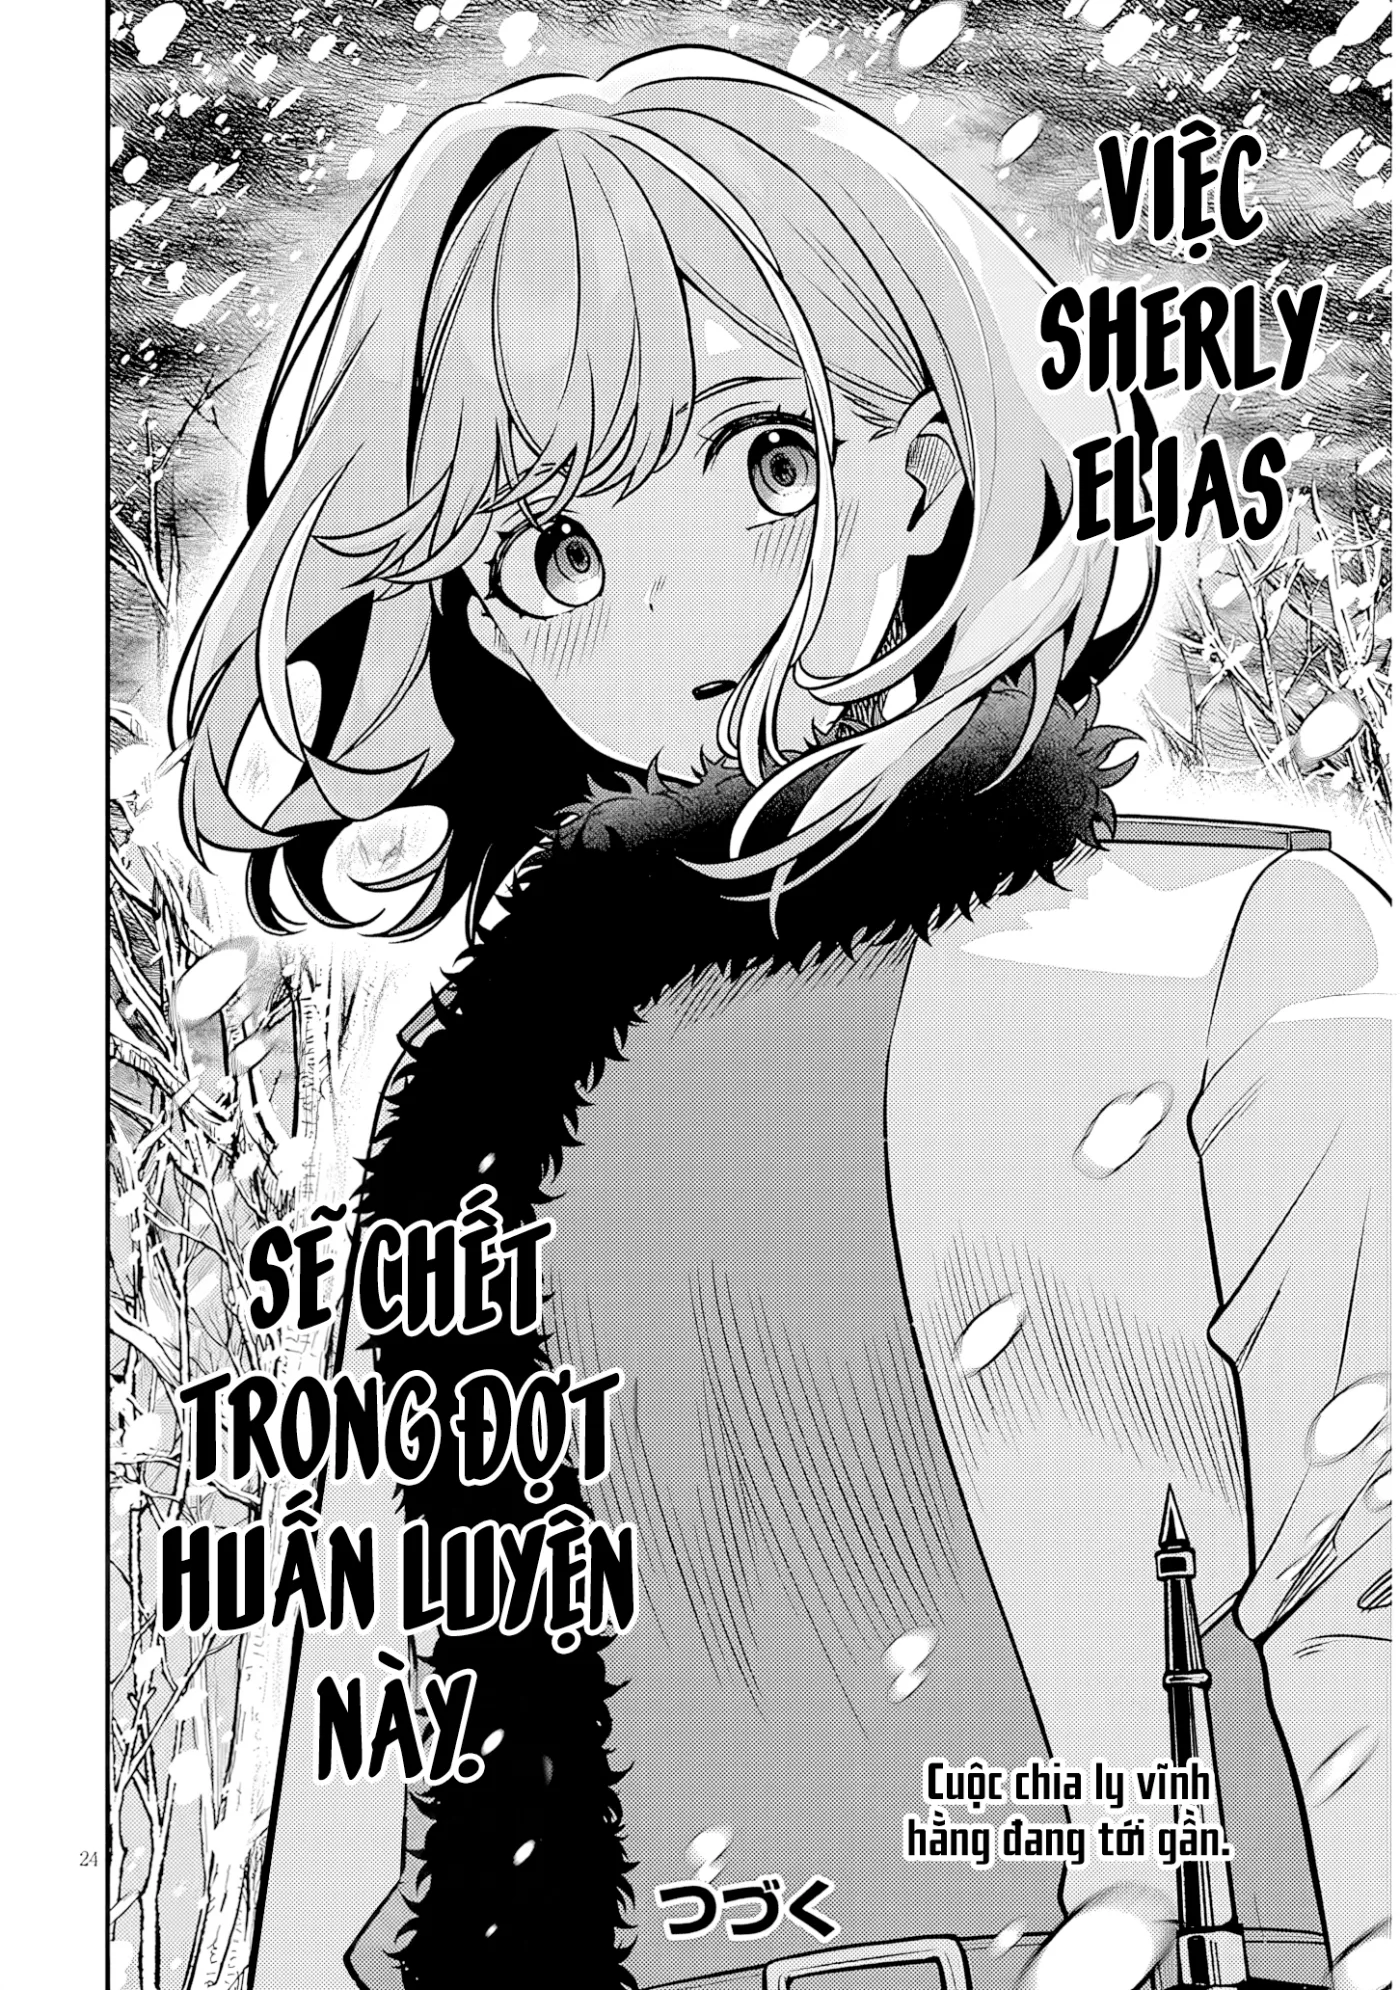 VIỆC
SHERLY
ELIAS
SẼ CHẾT
TRONG ĐỢT
HUẤN LUYỆN
NÀY.
Cuộc chia ly vĩnh
hằng đang tới gần.
つづく
24